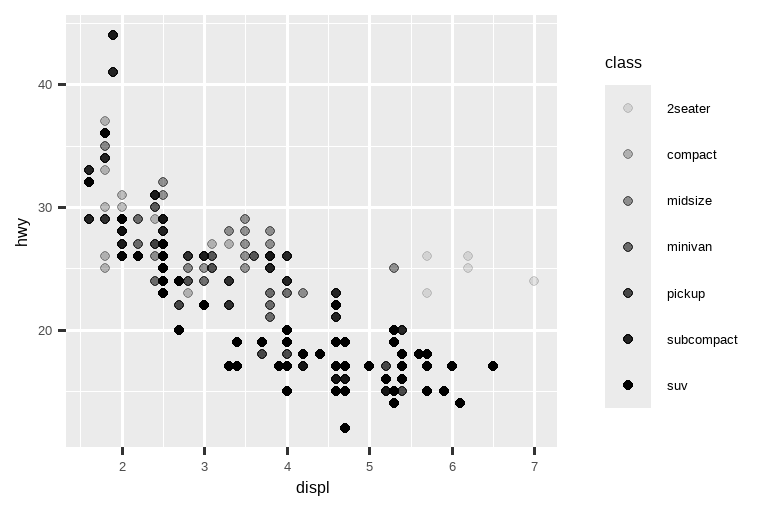 40
30
20
hwy
2
3
4
5
6
7
displ
class
2seater
compact
midsize
minivan
pickup
subcompact
suv